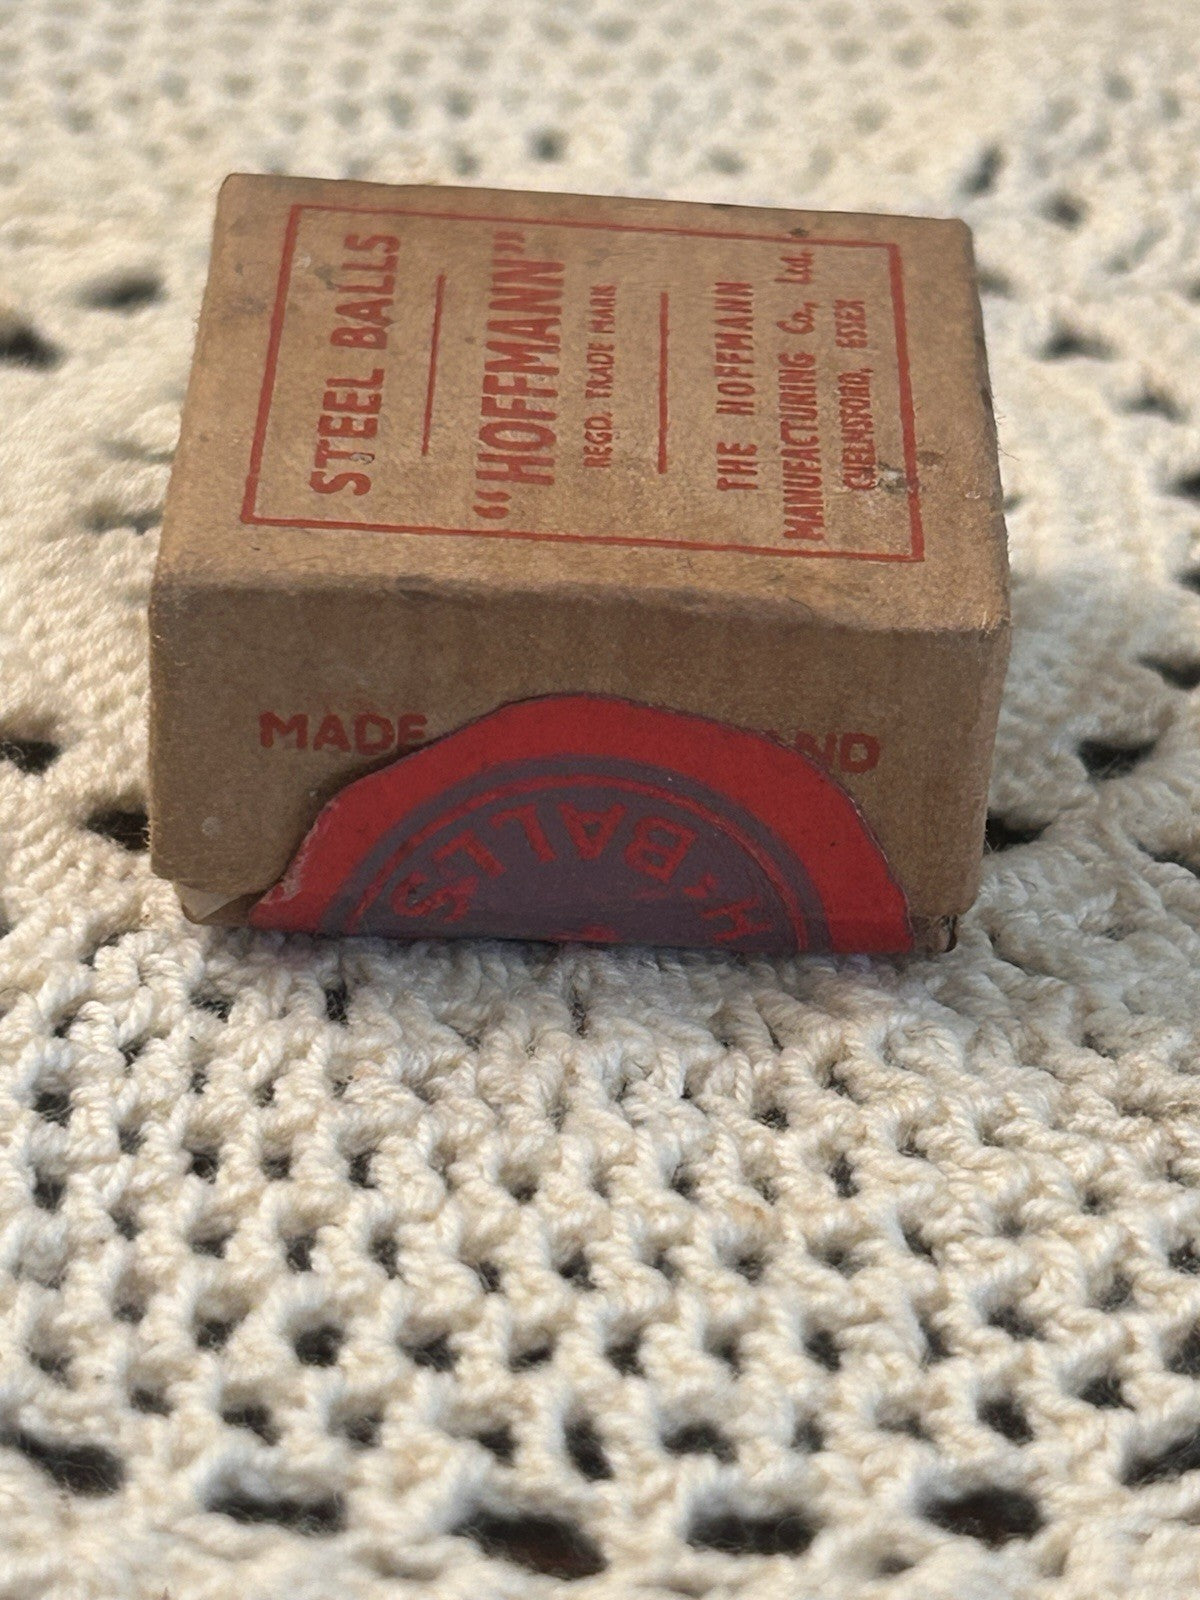 STEEL BALLS
“HOFFMANN”
REGD. TRADE MARK
THE HOFFMANN
MANUFACTURING Co., Ltd.
CHELMSFORD, ESSEX
MADE
ND
H' BALLS